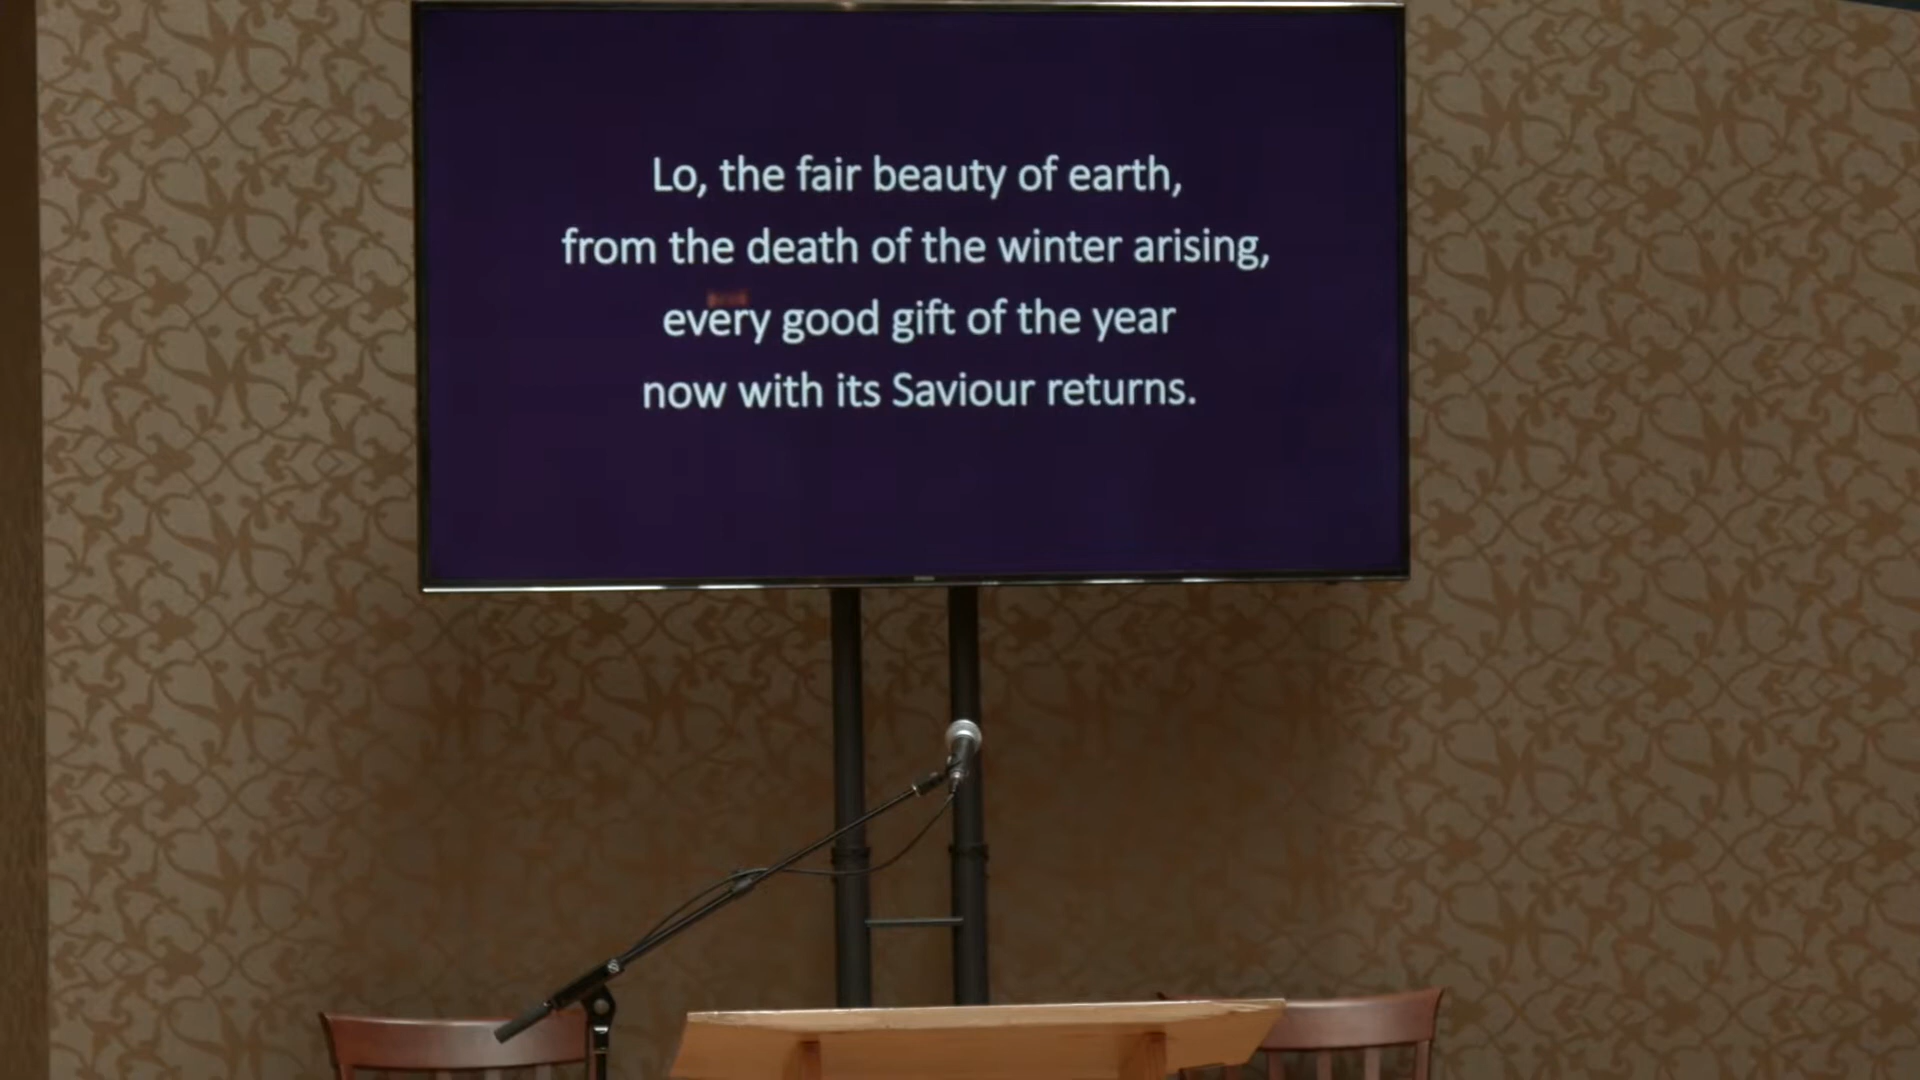 Lo, the fair beauty of earth,
from the death of the winter arising,
every good gift of the year
now with its Saviour returns.